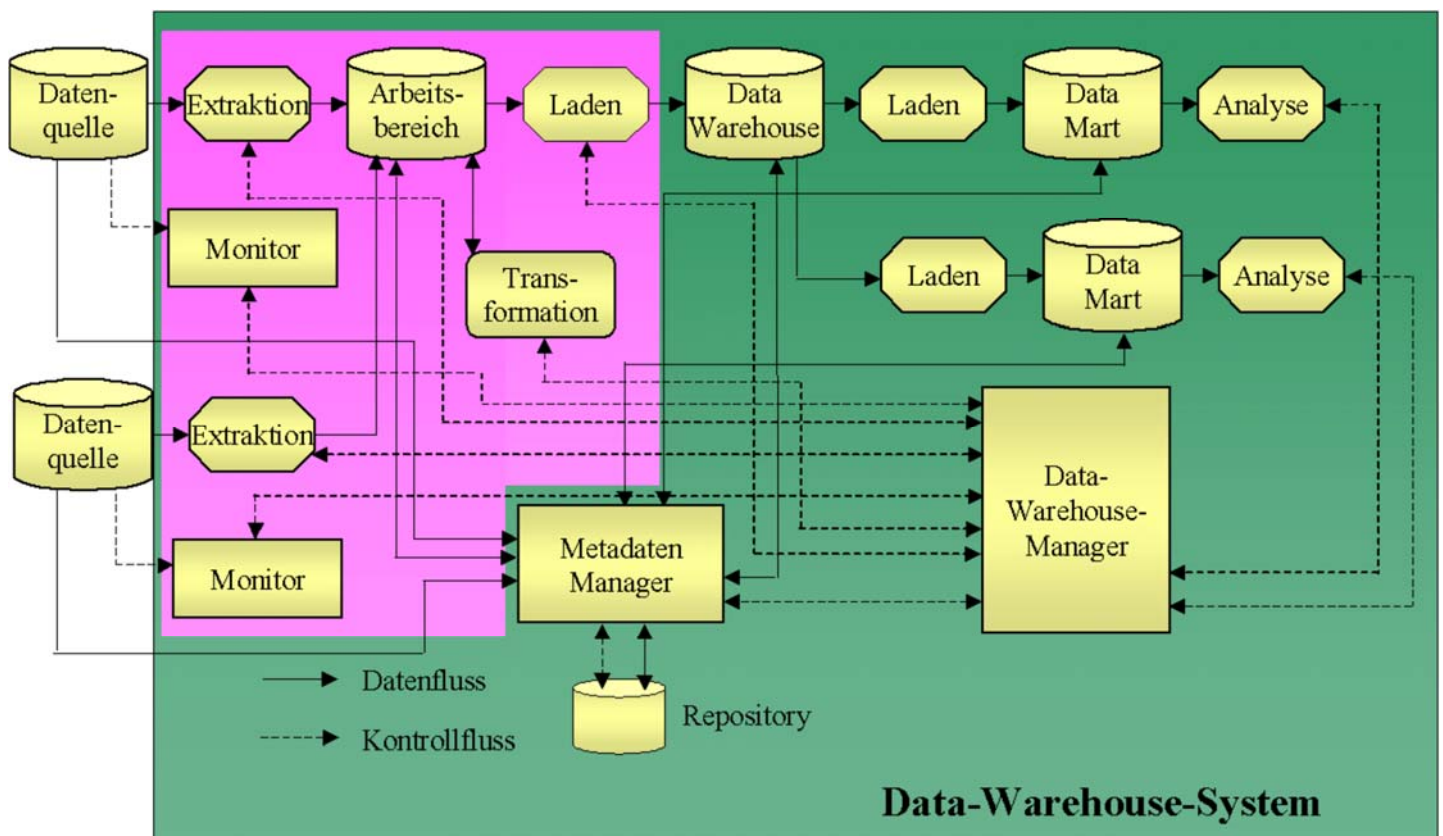 Daten-
quelle
Extraktion
Arbeits-
bereich
Laden
Data
Warehouse
Laden
Data
Mart
Analyse
Monitor
Trans-
formation
Laden
Data
Mart
Analyse
Daten-
quelle
Extraktion
Data-
Warehouse-
Manager
Monitor
Metadaten
Manager
Datenfluss
Kontrollfluss
Repository
Data-Warehouse-System